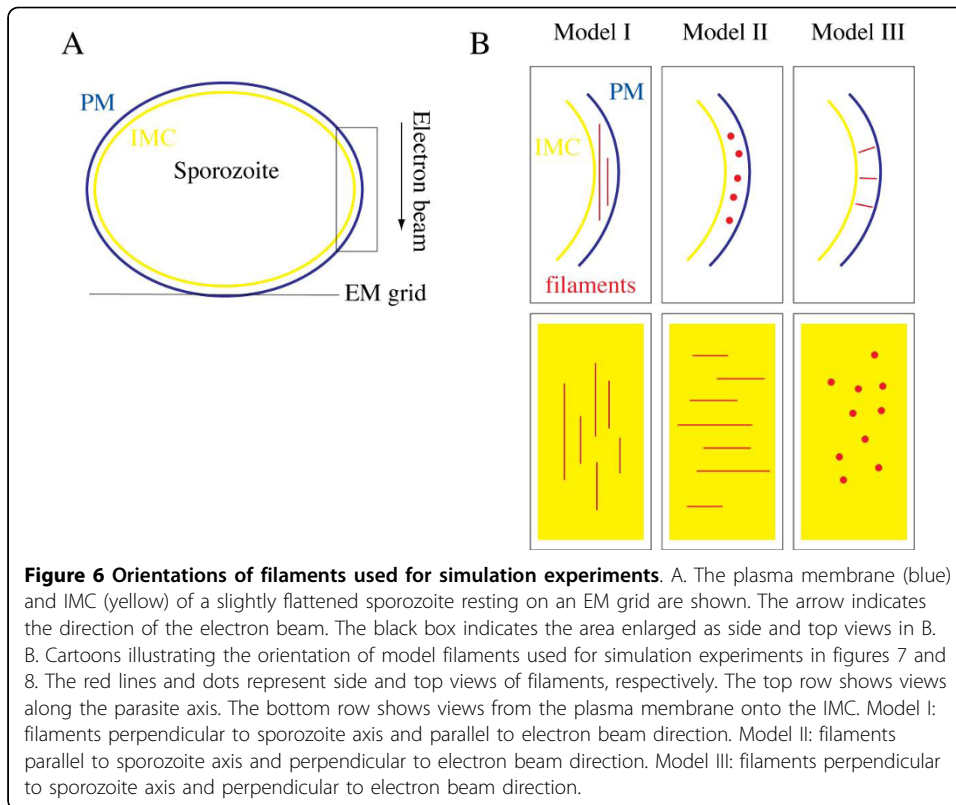 A
PM
IMC
Sporozoite
Electron beam
EM grid
B
Model I
Model II
Model III
PM
IMC
filaments
Figure 6 Orientations of filaments used for simulation experiments. A. The plasma membrane (blue)
and IMC (yellow) of a slightly flattened sporozoite resting on an EM grid are shown. The arrow indicates
the direction of the electron beam. The black box indicates the area enlarged as side and top views in B.
B. Cartoons illustrating the orientation of model filaments used for simulation experiments in figures 7 and
8. The red lines and dots represent side and top views of filaments, respectively. The top row shows views
along the parasite axis. The bottom row shows views from the plasma membrane onto the IMC. Model I:
filaments perpendicular to sporozoite axis and parallel to electron beam direction. Model II: filaments
parallel to sporozoite axis and perpendicular to electron beam direction. Model III: filaments perpendicular
to sporozoite axis and perpendicular to electron beam direction.